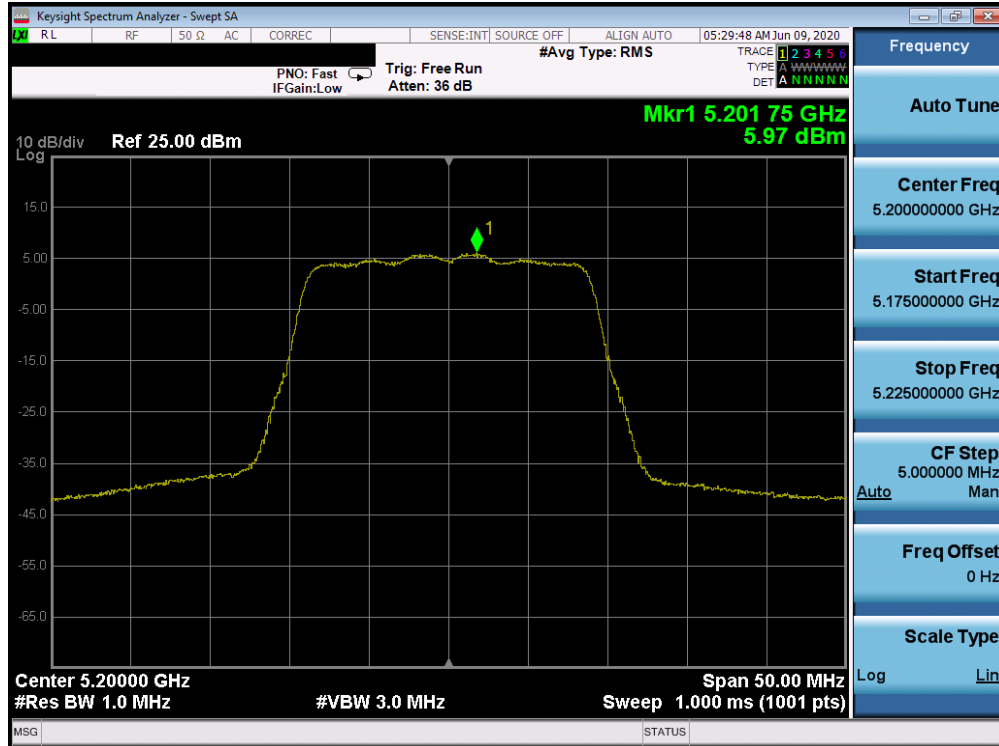 Keysight Spectrum Analyzer - Swept SA
LXI RL RF 50 Ω AC CORREC SENSE:INT SOURCE OFF ALIGN AUTO 05:29:48 AM Jun 09, 2020
#Avg Type: RMS
TRACE 1 2 3 4 5 6
TYPE A WWWWW
DET A N N N N N
PNO: Fast
IFGain:Low
Trig: Free Run
Atten: 36 dB
Mkr1 5.201 75 GHz
5.97 dBm
10 dB/div Ref 25.00 dBm
Log
15.0
5.00
-5.00
-15.0
-25.0
-35.0
-45.0
-55.0
-65.0
1
Center 5.20000 GHz
Span 50.00 MHz
#Res BW 1.0 MHz
#VBW 3.0 MHz
Sweep 1.000 ms (1001 pts)
MSG
STATUS
Frequency
Auto Tune
Center Freq
5.200000000 GHz
Start Freq
5.175000000 GHz
Stop Freq
5.225000000 GHz
CF Step
5.000000 MHz
Auto Man
Freq Offset
0 Hz
Scale Type
Log Lin